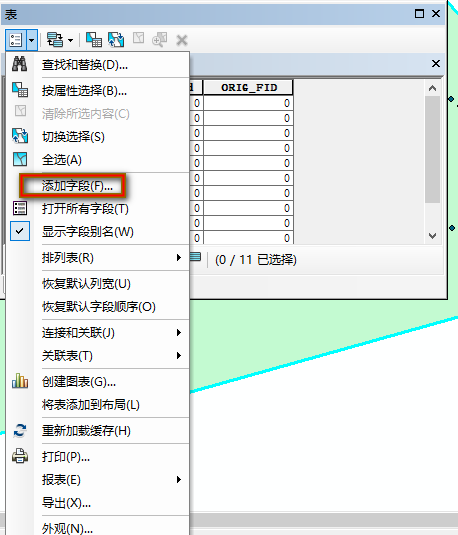 表
查找和替换(D)...
按属性选择(B)...
清除所选内容(C)
切换选择(S)
全选(A)
添加字段(F)...
打开所有字段(T)
显示字段别名(W)
排列表(R)
恢复默认列宽(U)
恢复默认字段顺序(O)
连接和关联(J)
关联表(T)
创建图表(G)...
将表添加到布局(L)
重新加载缓存(H)
打印(P)...
报表(E)
导出(X)...
外观(N)...
ORIG_FID
0 0
0 0
0 0
0 0
0 0
0 0
0 0
0 0
0 0
0 0
(0 / 11 已选择)